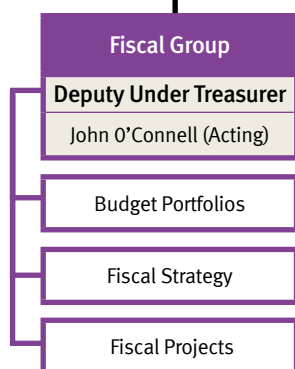 Fiscal Group
Deputy Under Treasurer
John O’Connell (Acting)
Budget Portfolios
Fiscal Strategy
Fiscal Projects